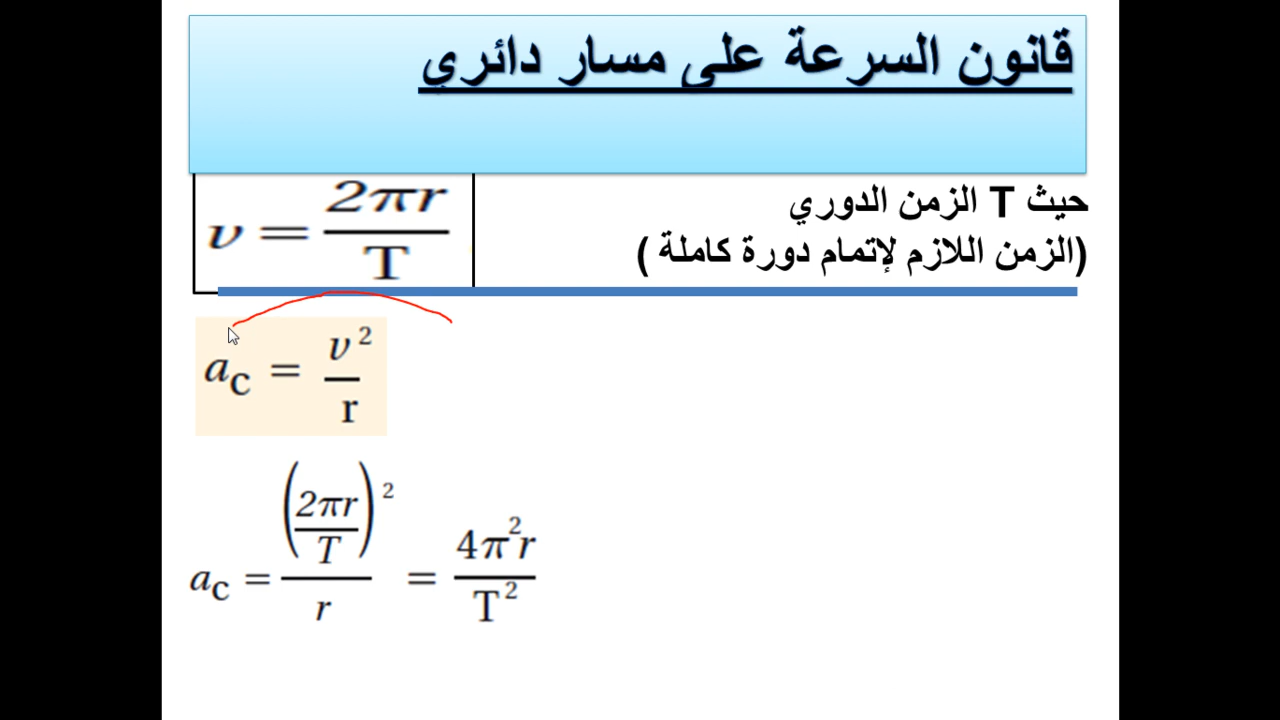 قانون السرعة على مسار دائري
حيث T الزمن الدوري
(الزمن اللازم لإتمام دورة كاملة )
v = 2πr / T
a_C = v² / r
a_C = (2πr / T)² / r = 4π²r / T²